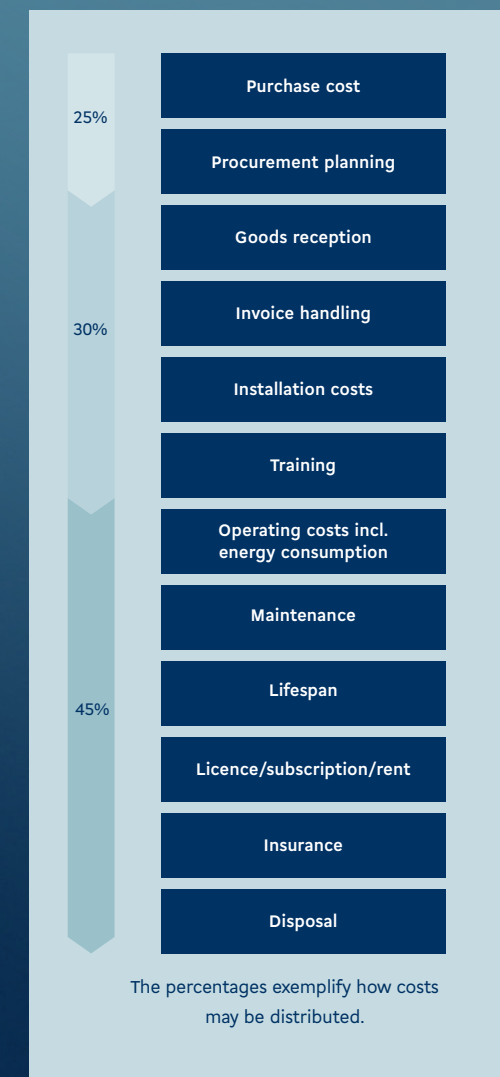 25%
Purchase cost
Procurement planning
30%
Goods reception
Invoice handling
Installation costs
Training
45%
Operating costs incl.
energy consumption
Maintenance
Lifespan
Licence/subscription/rent
Insurance
Disposal
The percentages exemplify how costs
may be distributed.